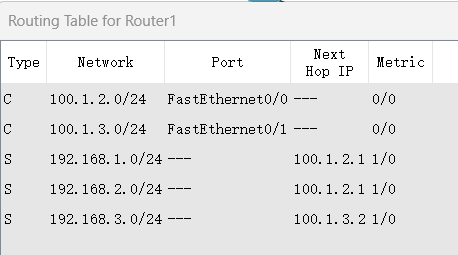 Routing Table for Router1
Type Network Port Next Hop IP Metric
C 100.1.2.0/24 FastEthernet0/0 --- 0/0
C 100.1.3.0/24 FastEthernet0/1 --- 0/0
S 192.168.1.0/24 --- 100.1.2.1 1/0
S 192.168.2.0/24 --- 100.1.2.1 1/0
S 192.168.3.0/24 --- 100.1.3.2 1/0